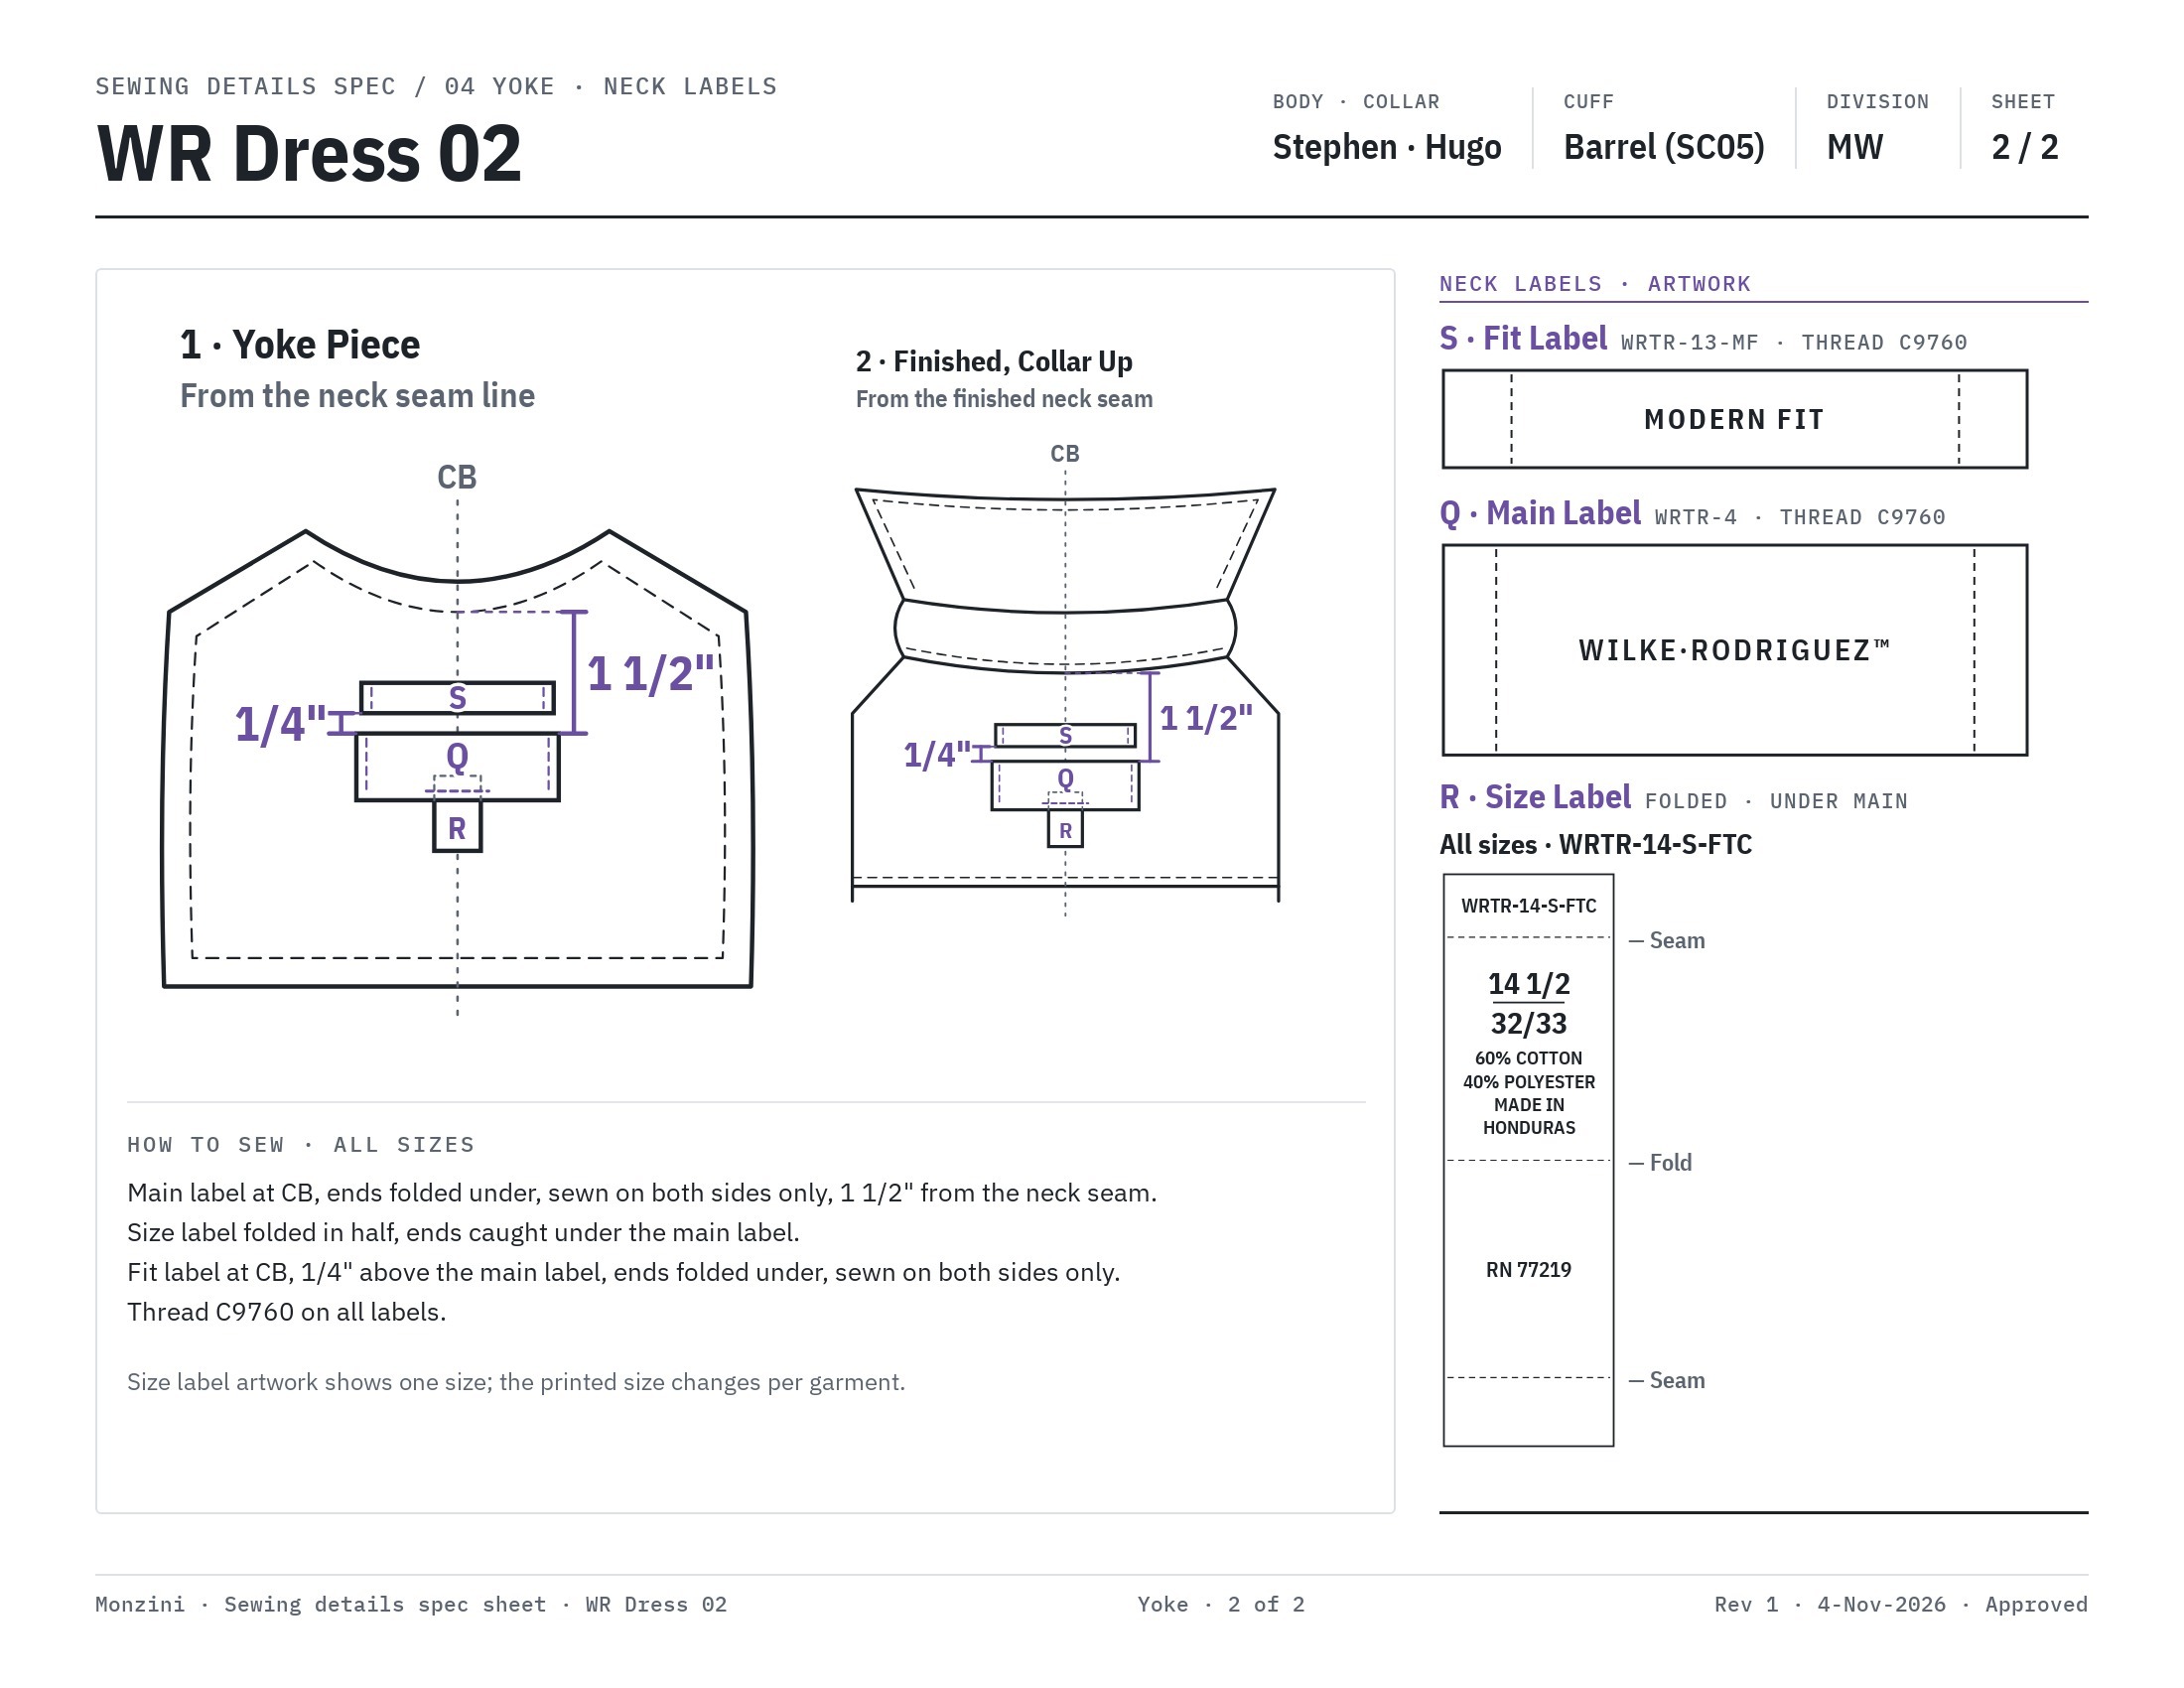 SEWING DETAILS SPEC / 04 YOKE · NECK LABELS
WR Dress 02
BODY · COLLAR
Stephen · Hugo
CUFF
Barrel (SC05)
DIVISION
MW
SHEET
2 / 2
1 · Yoke Piece
From the neck seam line
CB
1 1/2"
1/4"
S
Q
R
2 · Finished, Collar Up
From the finished neck seam
CB
1 1/2"
1/4"
S
Q
R
HOW TO SEW · ALL SIZES
Main label at CB, ends folded under, sewn on both sides only, 1 1/2" from the neck seam.
Size label folded in half, ends caught under the main label.
Fit label at CB, 1/4" above the main label, ends folded under, sewn on both sides only.
Thread C9760 on all labels.
Size label artwork shows one size; the printed size changes per garment.
NECK LABELS · ARTWORK
S · Fit Label WRTR-13-MF · THREAD C9760
MODERN FIT
Q · Main Label WRTR-4 · THREAD C9760
WILKE·RODRIGUEZ™
R · Size Label FOLDED · UNDER MAIN
All sizes · WRTR-14-S-FTC
WRTR-14-S-FTC
— Seam
14 1/2
32/33
60% COTTON
40% POLYESTER
MADE IN
HONDURAS
— Fold
RN 77219
— Seam
Monzini · Sewing details spec sheet · WR Dress 02
Yoke · 2 of 2
Rev 1 · 4-Nov-2026 · Approved